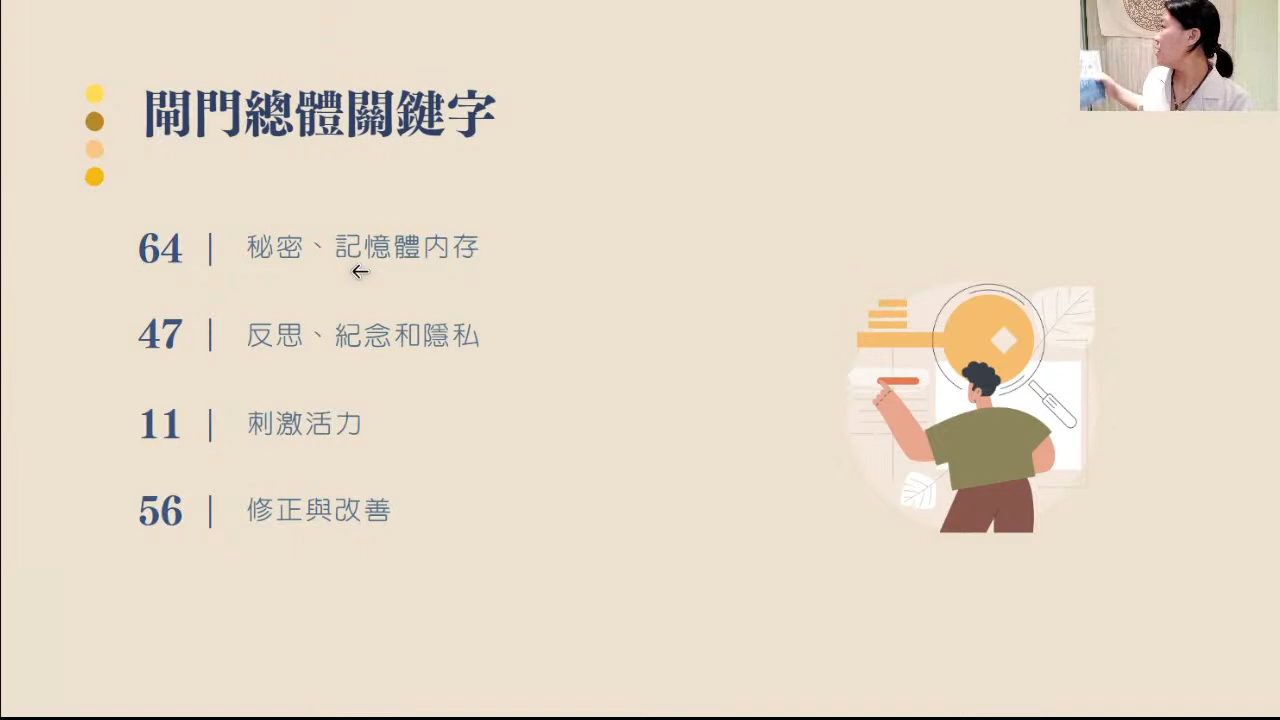 閘門總體關鍵字
64 | 秘密、記憶體內存
47 | 反思、紀念和隱私
11 | 刺激活力
56 | 修正與改善